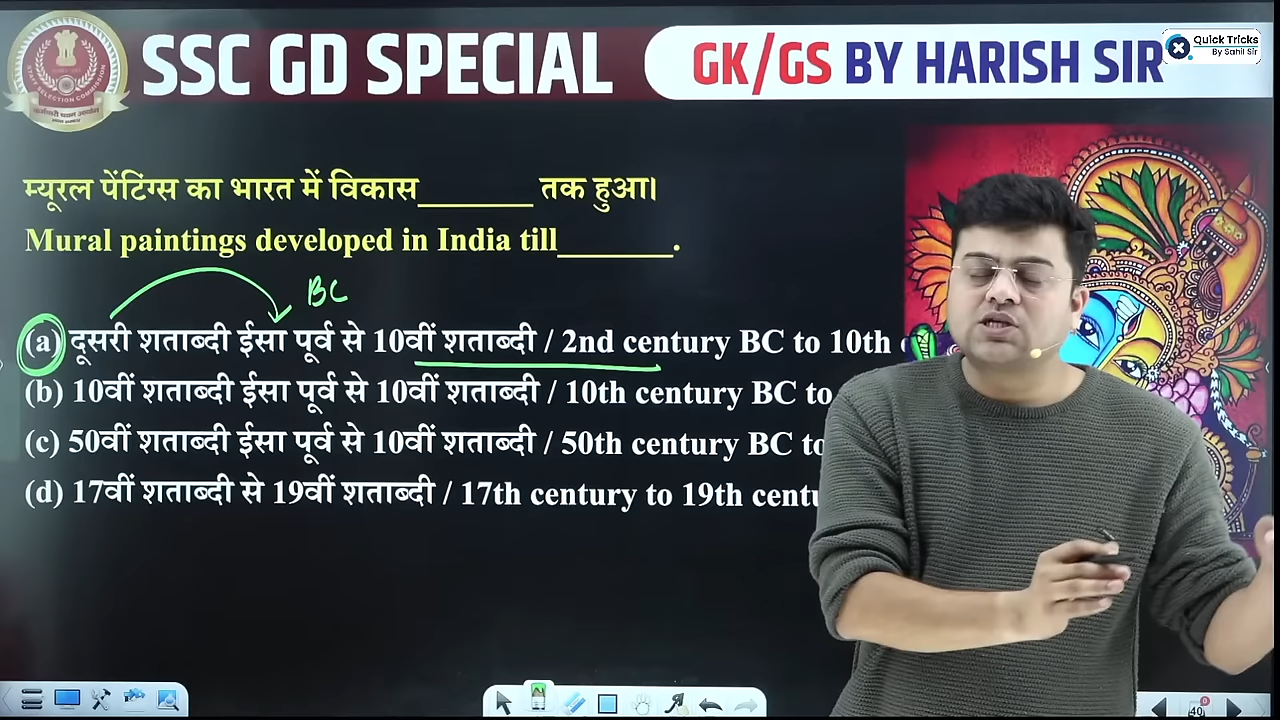 SSC GD SPECIAL
GK/GS BY HARISH SIR
Quick Tricks
By Sahil Sir
म्यूरल पेंटिंग्स का भारत में विकास________ तक हुआ।
Mural paintings developed in India till________.
BC
(a) दूसरी शताब्दी ईसा पूर्व से 10वीं शताब्दी / 2nd century BC to 10th
(b) 10वीं शताब्दी ईसा पूर्व से 10वीं शताब्दी / 10th century BC to
(c) 50वीं शताब्दी ईसा पूर्व से 10वीं शताब्दी / 50th century BC to
(d) 17वीं शताब्दी से 19वीं शताब्दी / 17th century to 19th centu
40